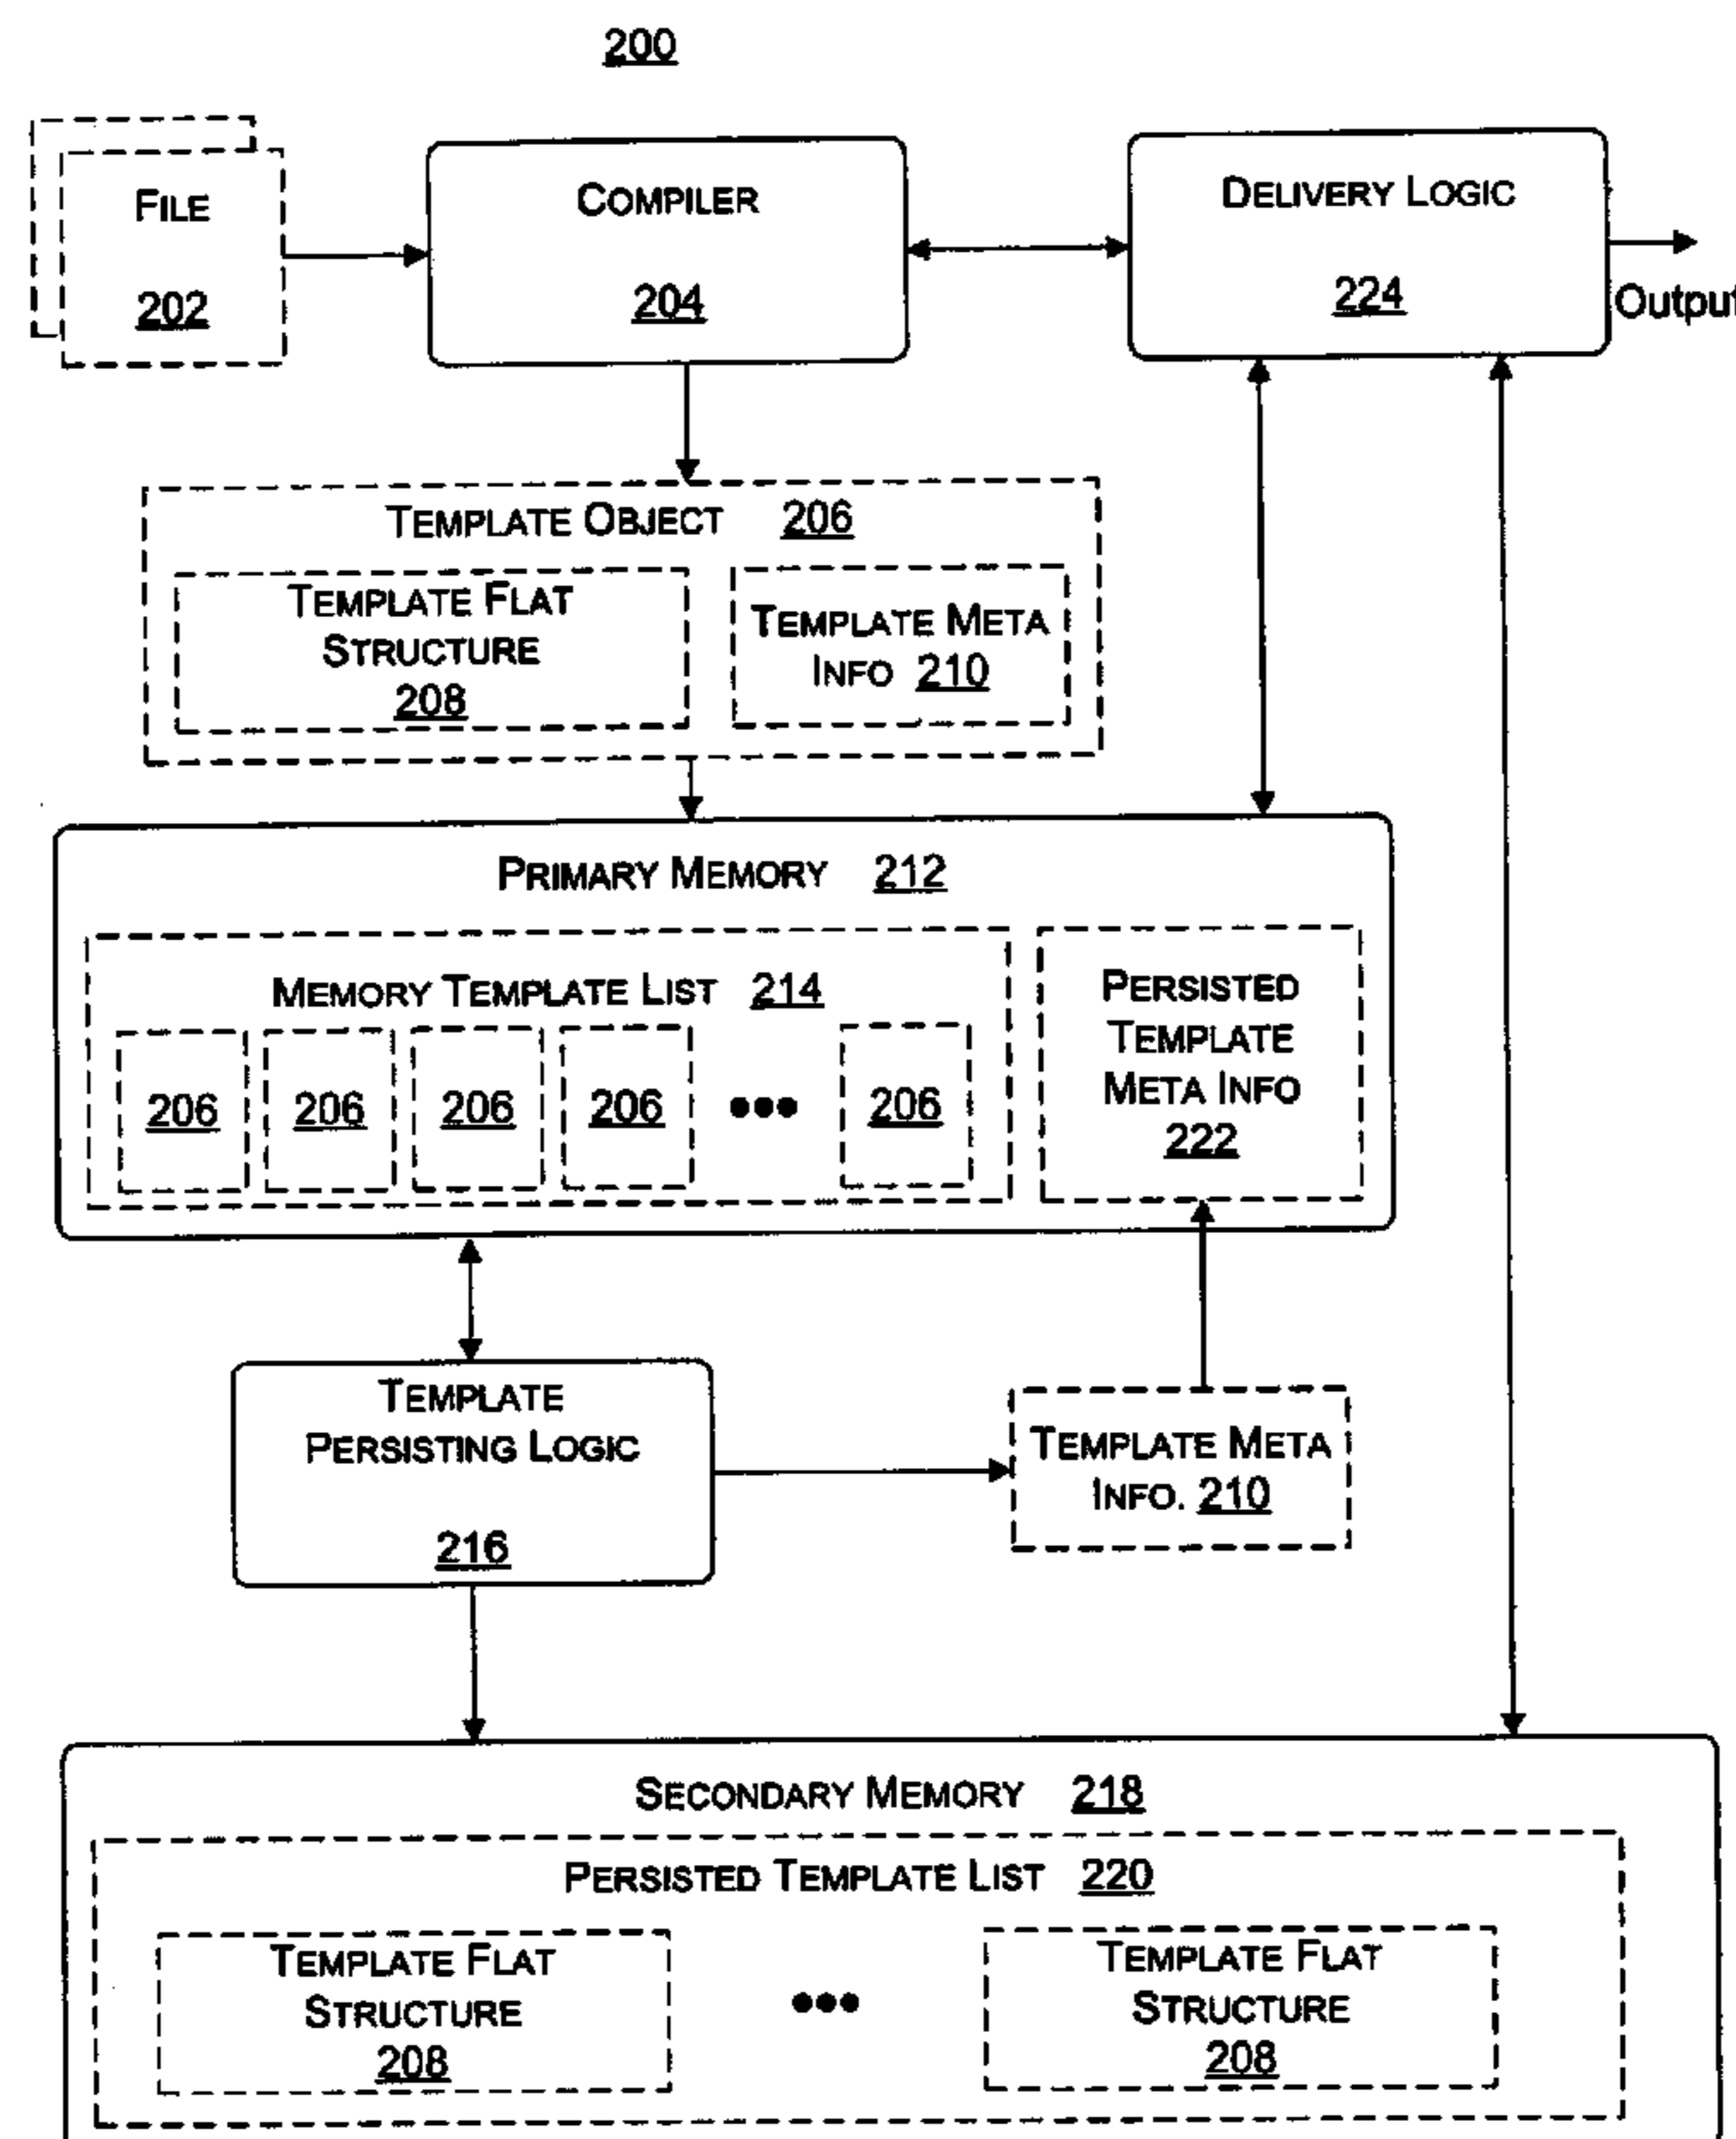 200
FILE
202
COMPILER
204
DELIVERY LOGIC
224
Output
TEMPLATE OBJECT 206
TEMPLATE FLAT
STRUCTURE
208
TEMPLATE META
INFO 210
PRIMARY MEMORY 212
MEMORY TEMPLATE LIST 214
206 206 206 206 ●●● 206
PERSISTED
TEMPLATE
META INFO
222
TEMPLATE
PERSISTING LOGIC
216
TEMPLATE META
INFO. 210
SECONDARY MEMORY 218
PERSISTED TEMPLATE LIST 220
TEMPLATE FLAT
STRUCTURE
208
●●●
TEMPLATE FLAT
STRUCTURE
208